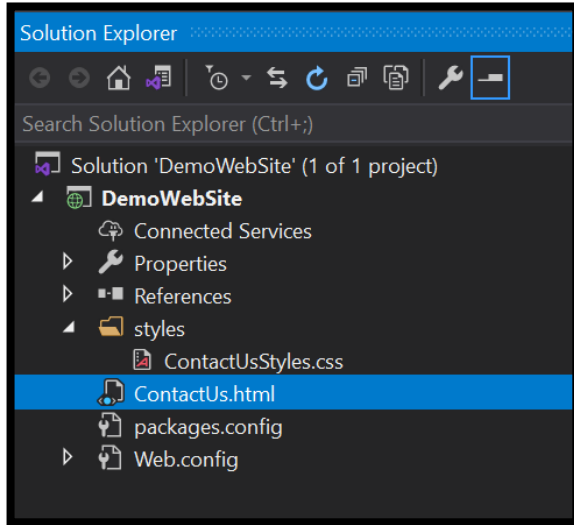 Solution Explorer
Search Solution Explorer (Ctrl+;)
Solution 'DemoWebSite' (1 of 1 project)
DemoWebSite
Connected Services
Properties
References
styles
ContactUsStyles.css
ContactUs.html
packages.config
Web.config